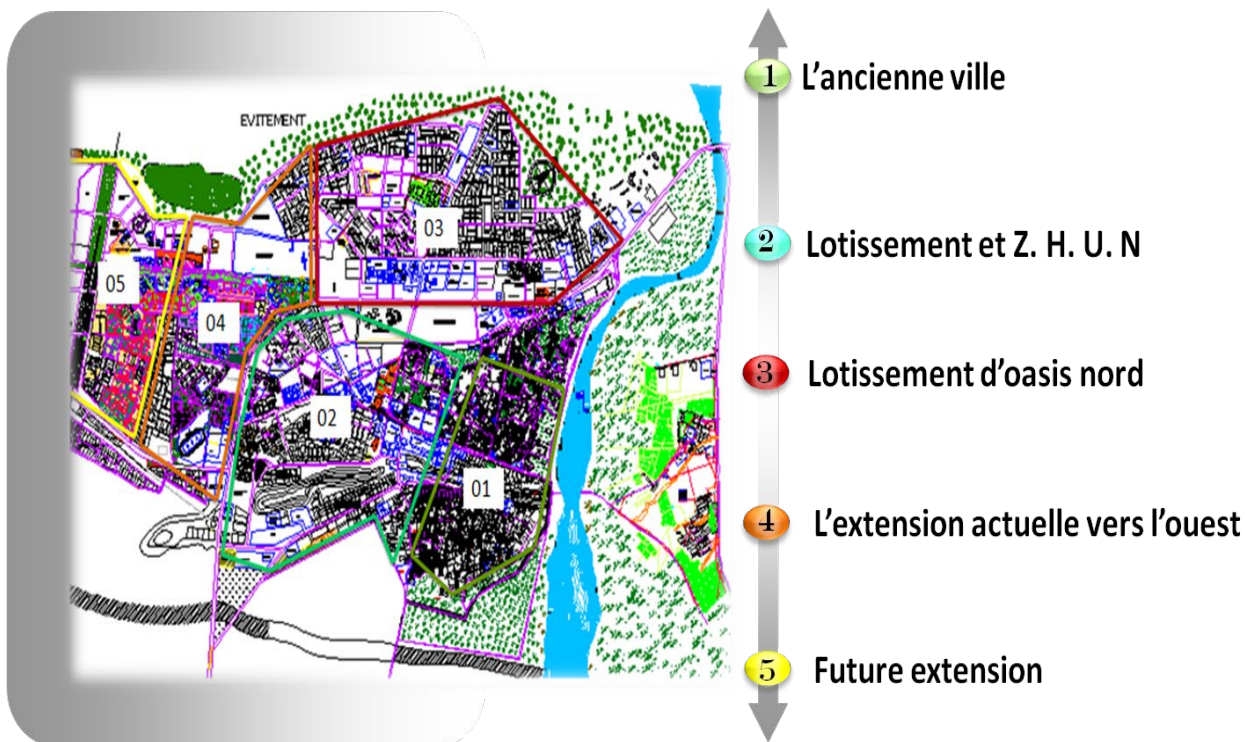 EVITEMENT
03
05
04
02
01
1 L'ancienne ville
2 Lotissement et Z. H. U. N
3 Lotissement d'oasis nord
4 L'extension actuelle vers l'ouest
5 Future extension